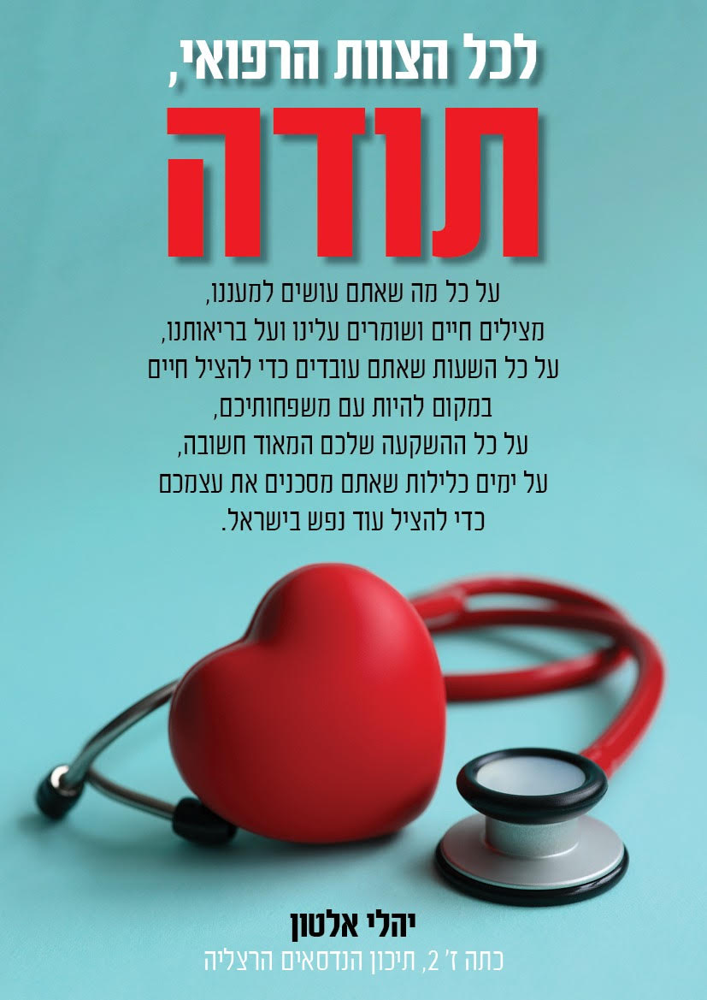 לכל הצוות הרפואי,
תודה
על כל מה שאתם עושים למעננו,
מצילים חיים ושומרים עלינו ועל בריאותנו,
על כל השעות שאתם עובדים כדי להציל חיים
במקום להיות עם משפחותיכם,
על כל ההשקעה שלכם המאוד חשובה,
על ימים כלילות שאתם מסכנים את עצמכם
כדי להציל עוד נפש בישראל.
יהלי אלטון
כתה ז' 2, תיכון הנדסאים הרצליה